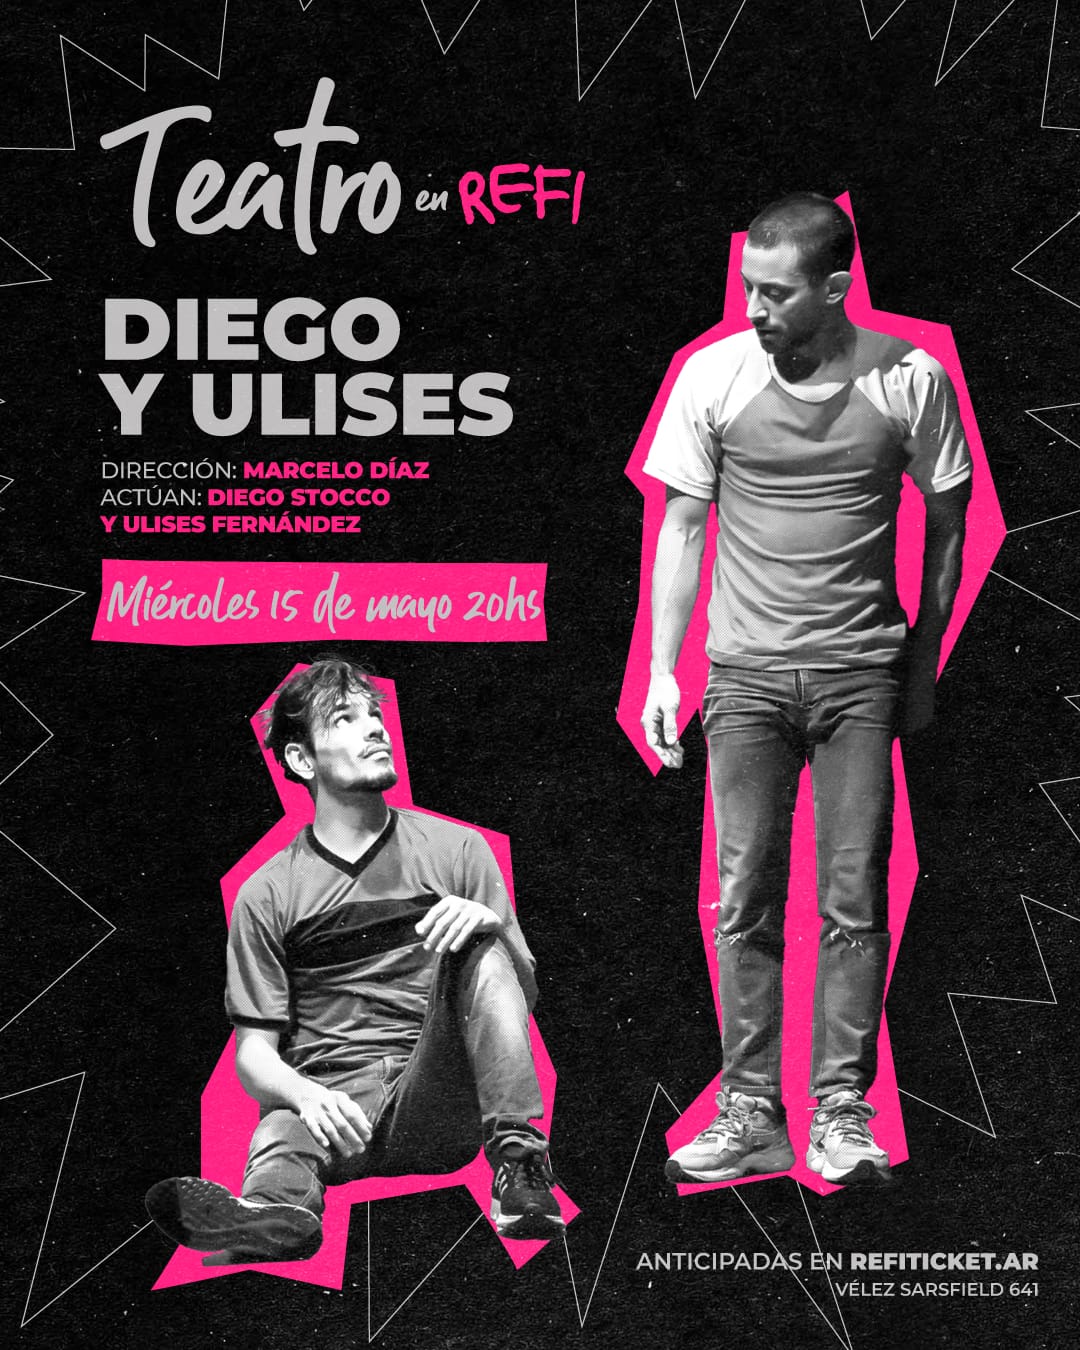 Teatro en REFI
DIEGO
Y ULISES
DIRECCIÓN: MARCELO DÍAZ
ACTÚAN: DIEGO STOCCO
Y ULISES FERNÁNDEZ
Miércoles 15 de mayo 20hs
ANTICIPADAS EN REFITICKET.AR
VÉLEZ SARSFIELD 641